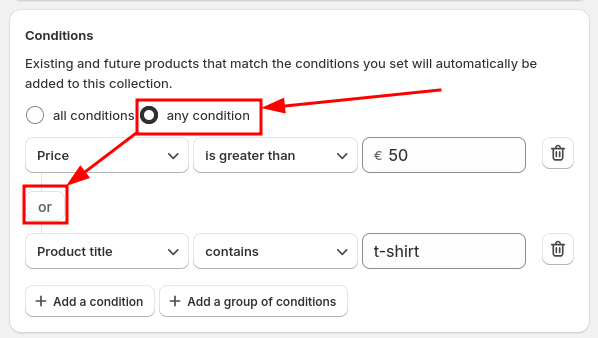 Conditions
Existing and future products that match the conditions you set will automatically be
added to this collection.
all conditions any condition
Price is greater than € 50
or
Product title contains t-shirt
+ Add a condition + Add a group of conditions